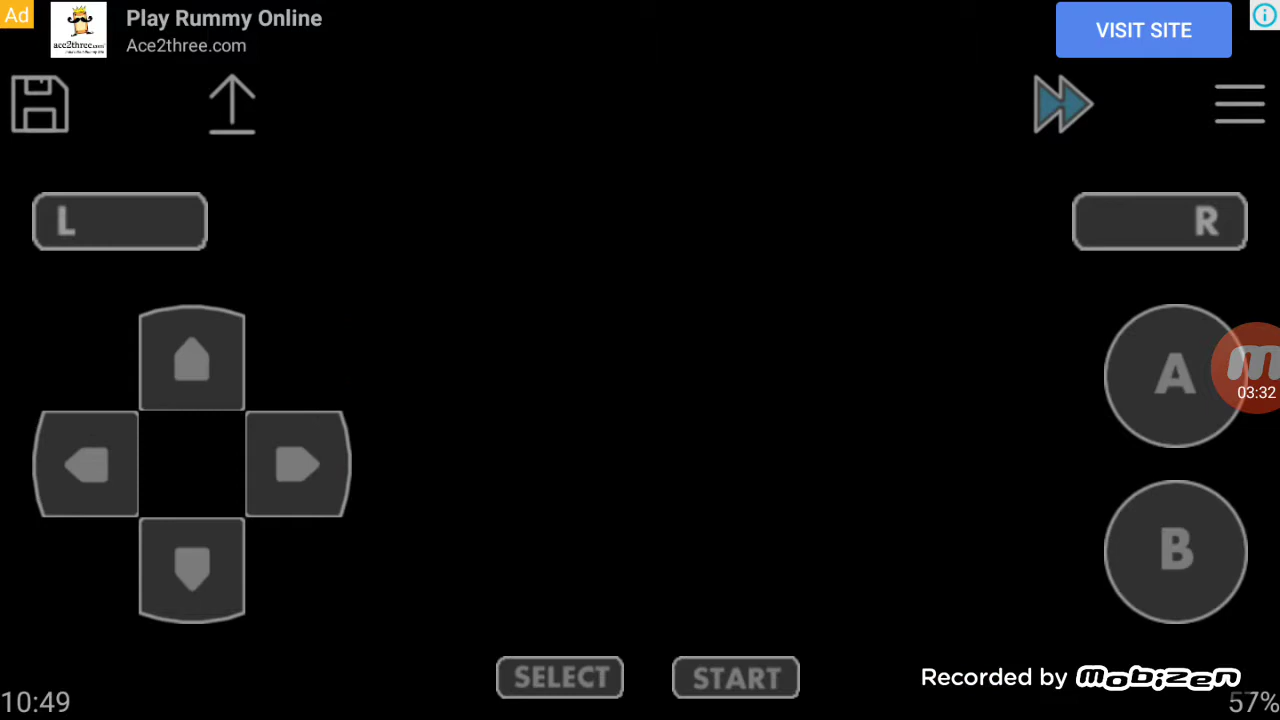 Ad
Play Rummy Online
Ace2three.com
VISIT SITE
L
R
A
03:32
B
SELECT
START
Recorded by mobizen
10:49
57%